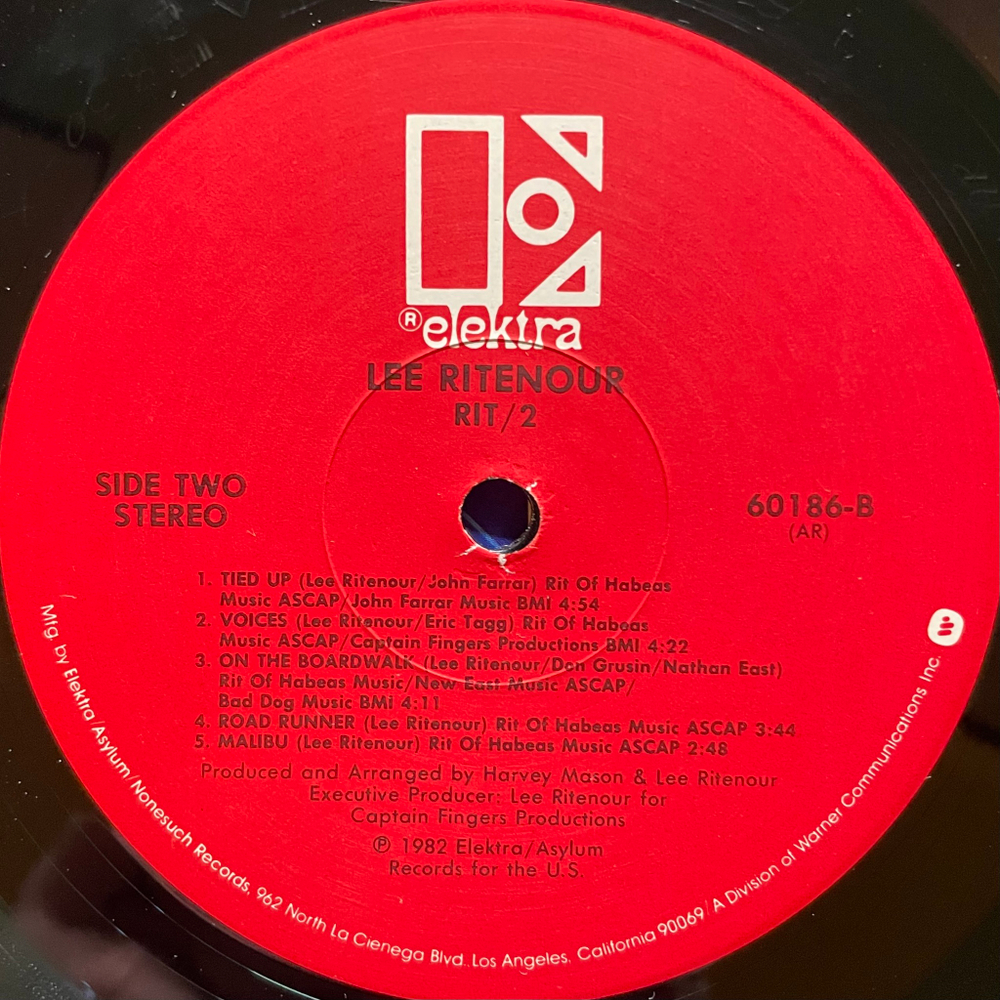 ® elektra
LEE RITENOUR
RIT/2
SIDE TWO
STEREO
60186-B
(AR)
1. TIED UP (Lee Ritenour/John Farrar) Rit Of Habeas
Music ASCAP/John Farrar Music BMI 4:54
2. VOICES (Lee Ritenour/Eric Tagg) Rit Of Habeas
Music ASCAP/Captain Fingers Productions BMI 4:22
3. ON THE BOARDWALK (Lee Ritenour/Don Grusin/Nathan East)
Rit Of Habeas Music/New East Music ASCAP/
Bad Dog Music BMI 4:11
4. ROAD RUNNER (Lee Ritenour) Rit Of Habeas Music ASCAP 3:44
5. MALIBU (Lee Ritenour) Rit Of Habeas Music ASCAP 2:48
Produced and Arranged by Harvey Mason & Lee Ritenour
Executive Producer: Lee Ritenour for
Captain Fingers Productions
℗ 1982 Elektra/Asylum
Records for the U.S.
Mfg. by Elektra/Asylum/Nonesuch Records, 962 North La Cienega Blvd., Los Angeles, California 90069/A Division of Warner Communications Inc.